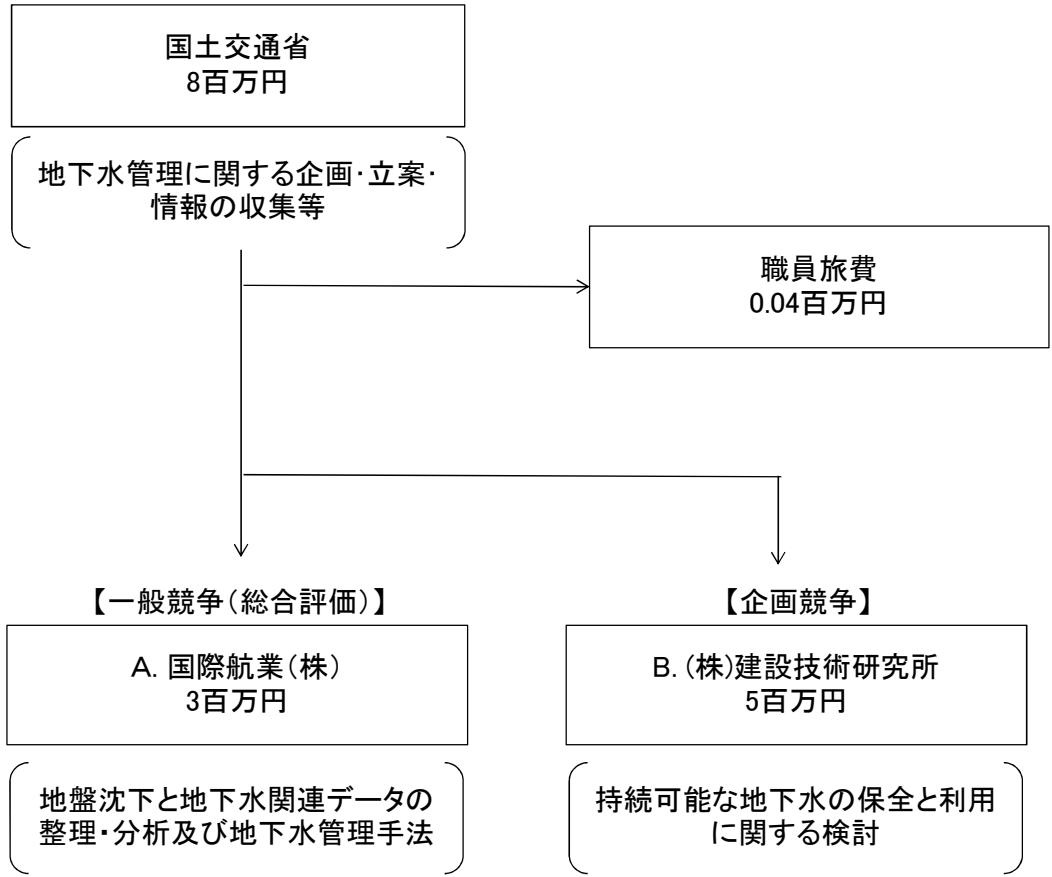 国土交通省
8百万円
地下水管理に関する企画･立案･
情報の収集等
職員旅費
0.04百万円
【一般競争（総合評価）】
A. 国際航業（株）
3百万円
地盤沈下と地下水関連データの
整理・分析及び地下水管理手法
【企画競争】
B. (株)建設技術研究所
5百万円
持続可能な地下水の保全と利用
に関する検討